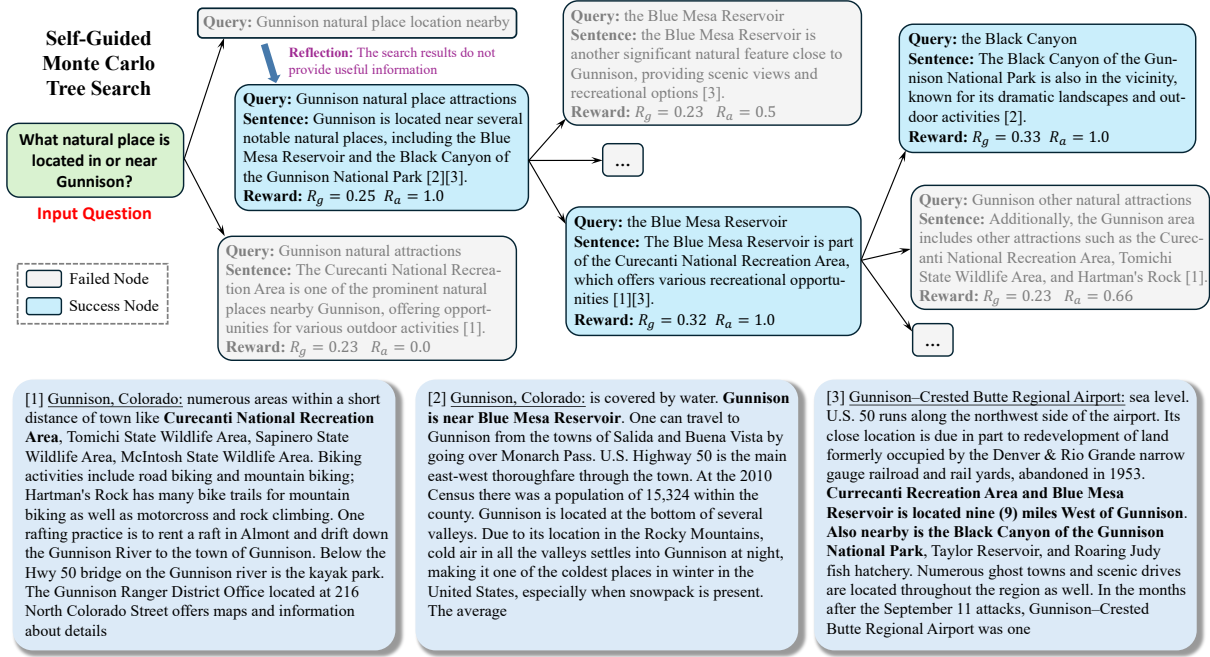 Self-Guided
Monte Carlo
Tree Search
What natural place is
located in or near
Gunnison?
Input Question
Failed Node
Success Node
Query: Gunnison natural place location nearby
Reflection: The search results do not
provide useful information
Query: Gunnison natural place attractions
Sentence: Gunnison is located near several
notable natural places, including the Blue
Mesa Reservoir and the Black Canyon of
the Gunnison National Park [2][3].
Reward: R_g = 0.25 R_a = 1.0
Query: Gunnison natural attractions
Sentence: The Curecanti National Recrea-
tion Area is one of the prominent natural
places nearby Gunnison, offering opport-
unities for various outdoor activities [1].
Reward: R_g = 0.23 R_a = 0.0
Query: the Blue Mesa Reservoir
Sentence: the Blue Mesa Reservoir is
another significant natural feature close to
Gunnison, providing scenic views and
recreational options [3].
Reward: R_g = 0.23 R_a = 0.5
...
Query: the Blue Mesa Reservoir
Sentence: The Blue Mesa Reservoir is part
of the Curecanti National Recreation Area,
which offers various recreational opportu-
nities [1][3].
Reward: R_g = 0.32 R_a = 1.0
Query: the Black Canyon
Sentence: The Black Canyon of the Gun-
nison National Park is also in the vicinity,
known for its dramatic landscapes and out-
door activities [2].
Reward: R_g = 0.33 R_a = 1.0
Query: Gunnison other natural attractions
Sentence: Additionally, the Gunnison area
includes other attractions such as the Curec-
anti National Recreation Area, Tomichi
State Wildlife Area, and Hartman's Rock [1].
Reward: R_g = 0.23 R_a = 0.66
...
[1] Gunnison, Colorado: numerous areas within a short
distance of town like Curecanti National Recreation
Area, Tomichi State Wildlife Area, Sapinero State
Wildlife Area, McIntosh State Wildlife Area. Biking
activities include road biking and mountain biking;
Hartman's Rock has many bike trails for mountain
biking as well as motorcross and rock climbing. One
rafting practice is to rent a raft in Almont and drift down
the Gunnison River to the town of Gunnison. Below the
Hwy 50 bridge on the Gunnison river is the kayak park.
The Gunnison Ranger District Office located at 216
North Colorado Street offers maps and information
about details
[2] Gunnison, Colorado: is covered by water. Gunnison
is near Blue Mesa Reservoir. One can travel to
Gunnison from the towns of Salida and Buena Vista by
going over Monarch Pass. U.S. Highway 50 is the main
east-west thoroughfare through the town. At the 2010
Census there was a population of 15,324 within the
county. Gunnison is located at the bottom of several
valleys. Due to its location in the Rocky Mountains,
cold air in all the valleys settles into Gunnison at night,
making it one of the coldest places in winter in the
United States, especially when snowpack is present.
The average
[3] Gunnison–Crested Butte Regional Airport: sea level.
U.S. 50 runs along the northwest side of the airport. Its
close location is due in part to redevelopment of land
formerly occupied by the Denver & Rio Grande narrow
gauge railroad and rail yards, abandoned in 1953.
Currecanti Recreation Area and Blue Mesa
Reservoir is located nine (9) miles West of Gunnison.
Also nearby is the Black Canyon of the Gunnison
National Park, Taylor Reservoir, and Roaring Judy
fish hatchery. Numerous ghost towns and scenic drives
are located throughout the region as well. In the months
after the September 11 attacks, Gunnison–Crested
Butte Regional Airport was one